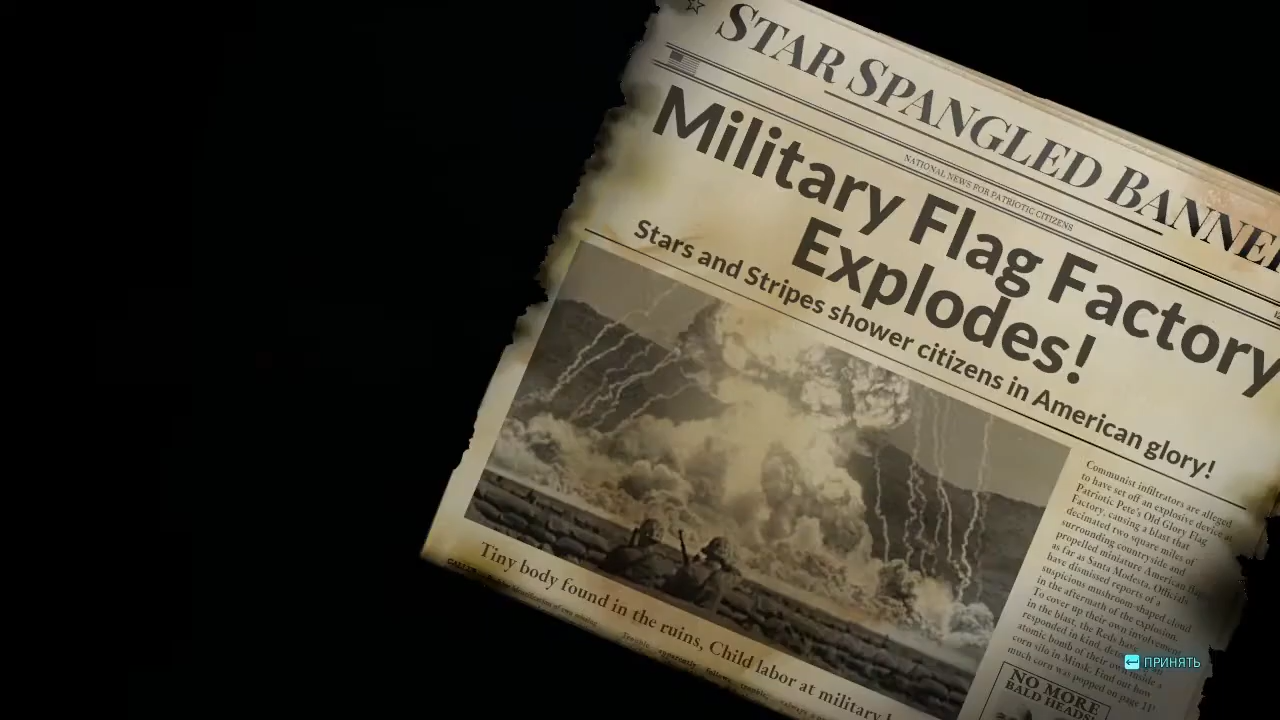 STAR SPANGLED BANNE
NATIONAL NEWS FOR PATRIOTIC CITIZENS
Military Flag Factory
Explodes!
Stars and Stripes shower citizens in American glory!
Communist infiltrators are alleged
to have set off an explosive device at
Patriotic Pete's Old Glory Flag
Factory, causing a blast that
decimated two square miles of
surrounding countryside and
propelled miniature American
as far as Santa Modesta. Officials
have dismissed reports of a
suspicious mushroom-shaped cloud
in the aftermath of the explosion.
To cover up their own involvement
in the blast, the Reds have
responded in kind,
atomic bomb of their own inside a
corn silo in Minsk. Find out how
much corn was popped on page 11
Tiny body found in the ruins, Child labor at military
NO MORE
BALD HEADS
ПРИНЯТЬ